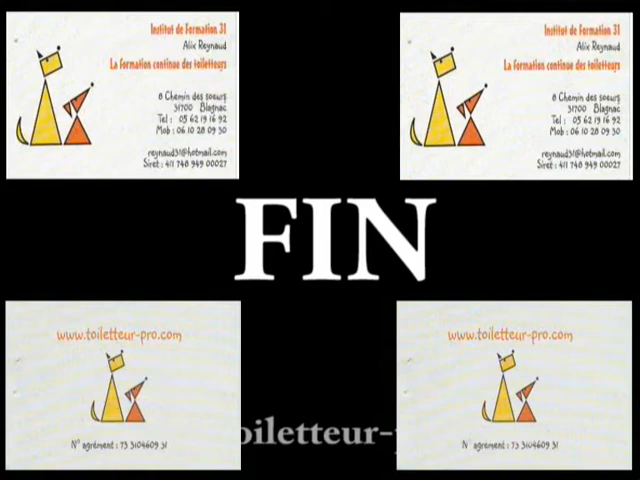 Institut de Formation 31
Alix Reynaud
La formation continue des toiletteurs
8 Chemin des soeurs
31700 Blagnac
Tel : 05 62 19 16 92
Mob : 06 10 28 09 30
reynaud31@hotmail.com
Siret : 411 748 949 00027
Institut de Formation 31
Alix Reynaud
La formation continue des toiletteurs
8 Chemin des soeurs
31700 Blagnac
Tel : 05 62 19 16 92
Mob : 06 10 28 09 30
reynaud31@hotmail.com
Siret : 411 748 949 00027
FIN
www.toiletteur-pro.com
N° agrément : 73 3104609 31
www.toiletteur-pro.com
N° agrément : 73 3104609 31
oiletteur-